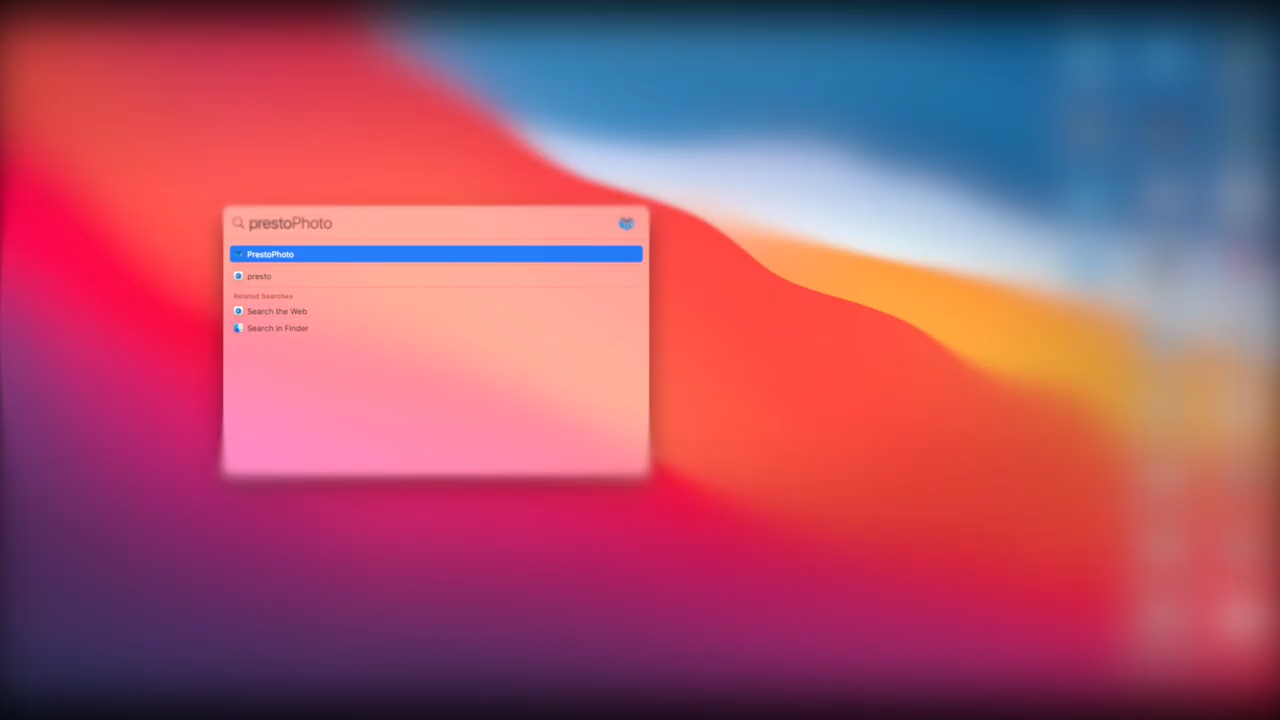 prestoPhoto
PrestoPhoto
presto
Related Searches
Search the Web
Search in Finder